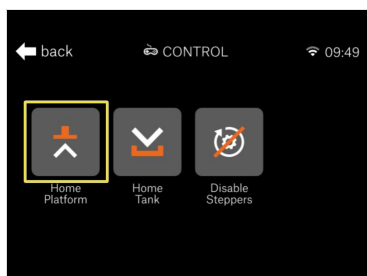 back
CONTROL
09:49
Home
Platform
Home
Tank
Disable
Steppers